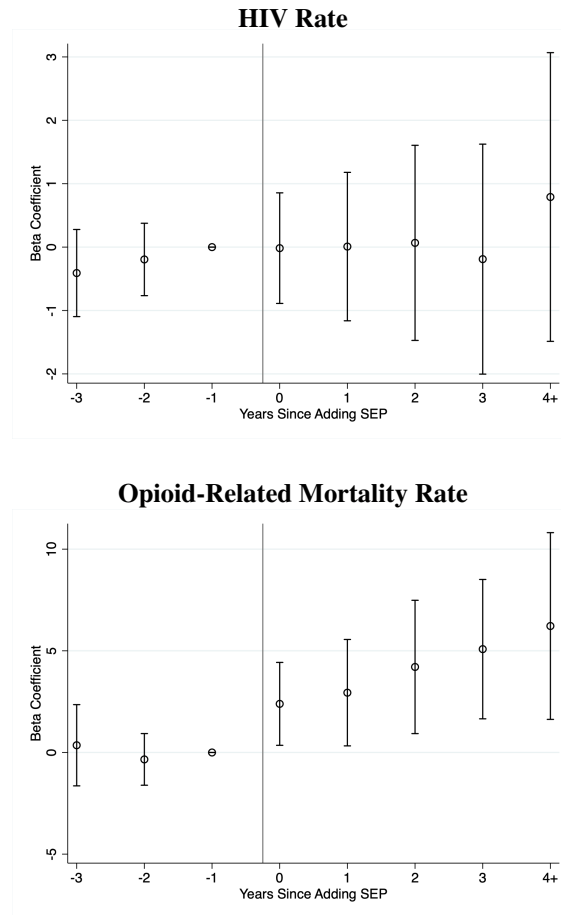 HIV Rate
3
2
1
0
-1
-2
Beta Coefficient
-3 -2 -1 0 1 2 3 4+
Years Since Adding SEP
Opioid-Related Mortality Rate
10
5
0
-5
Beta Coefficient
-3 -2 -1 0 1 2 3 4+
Years Since Adding SEP